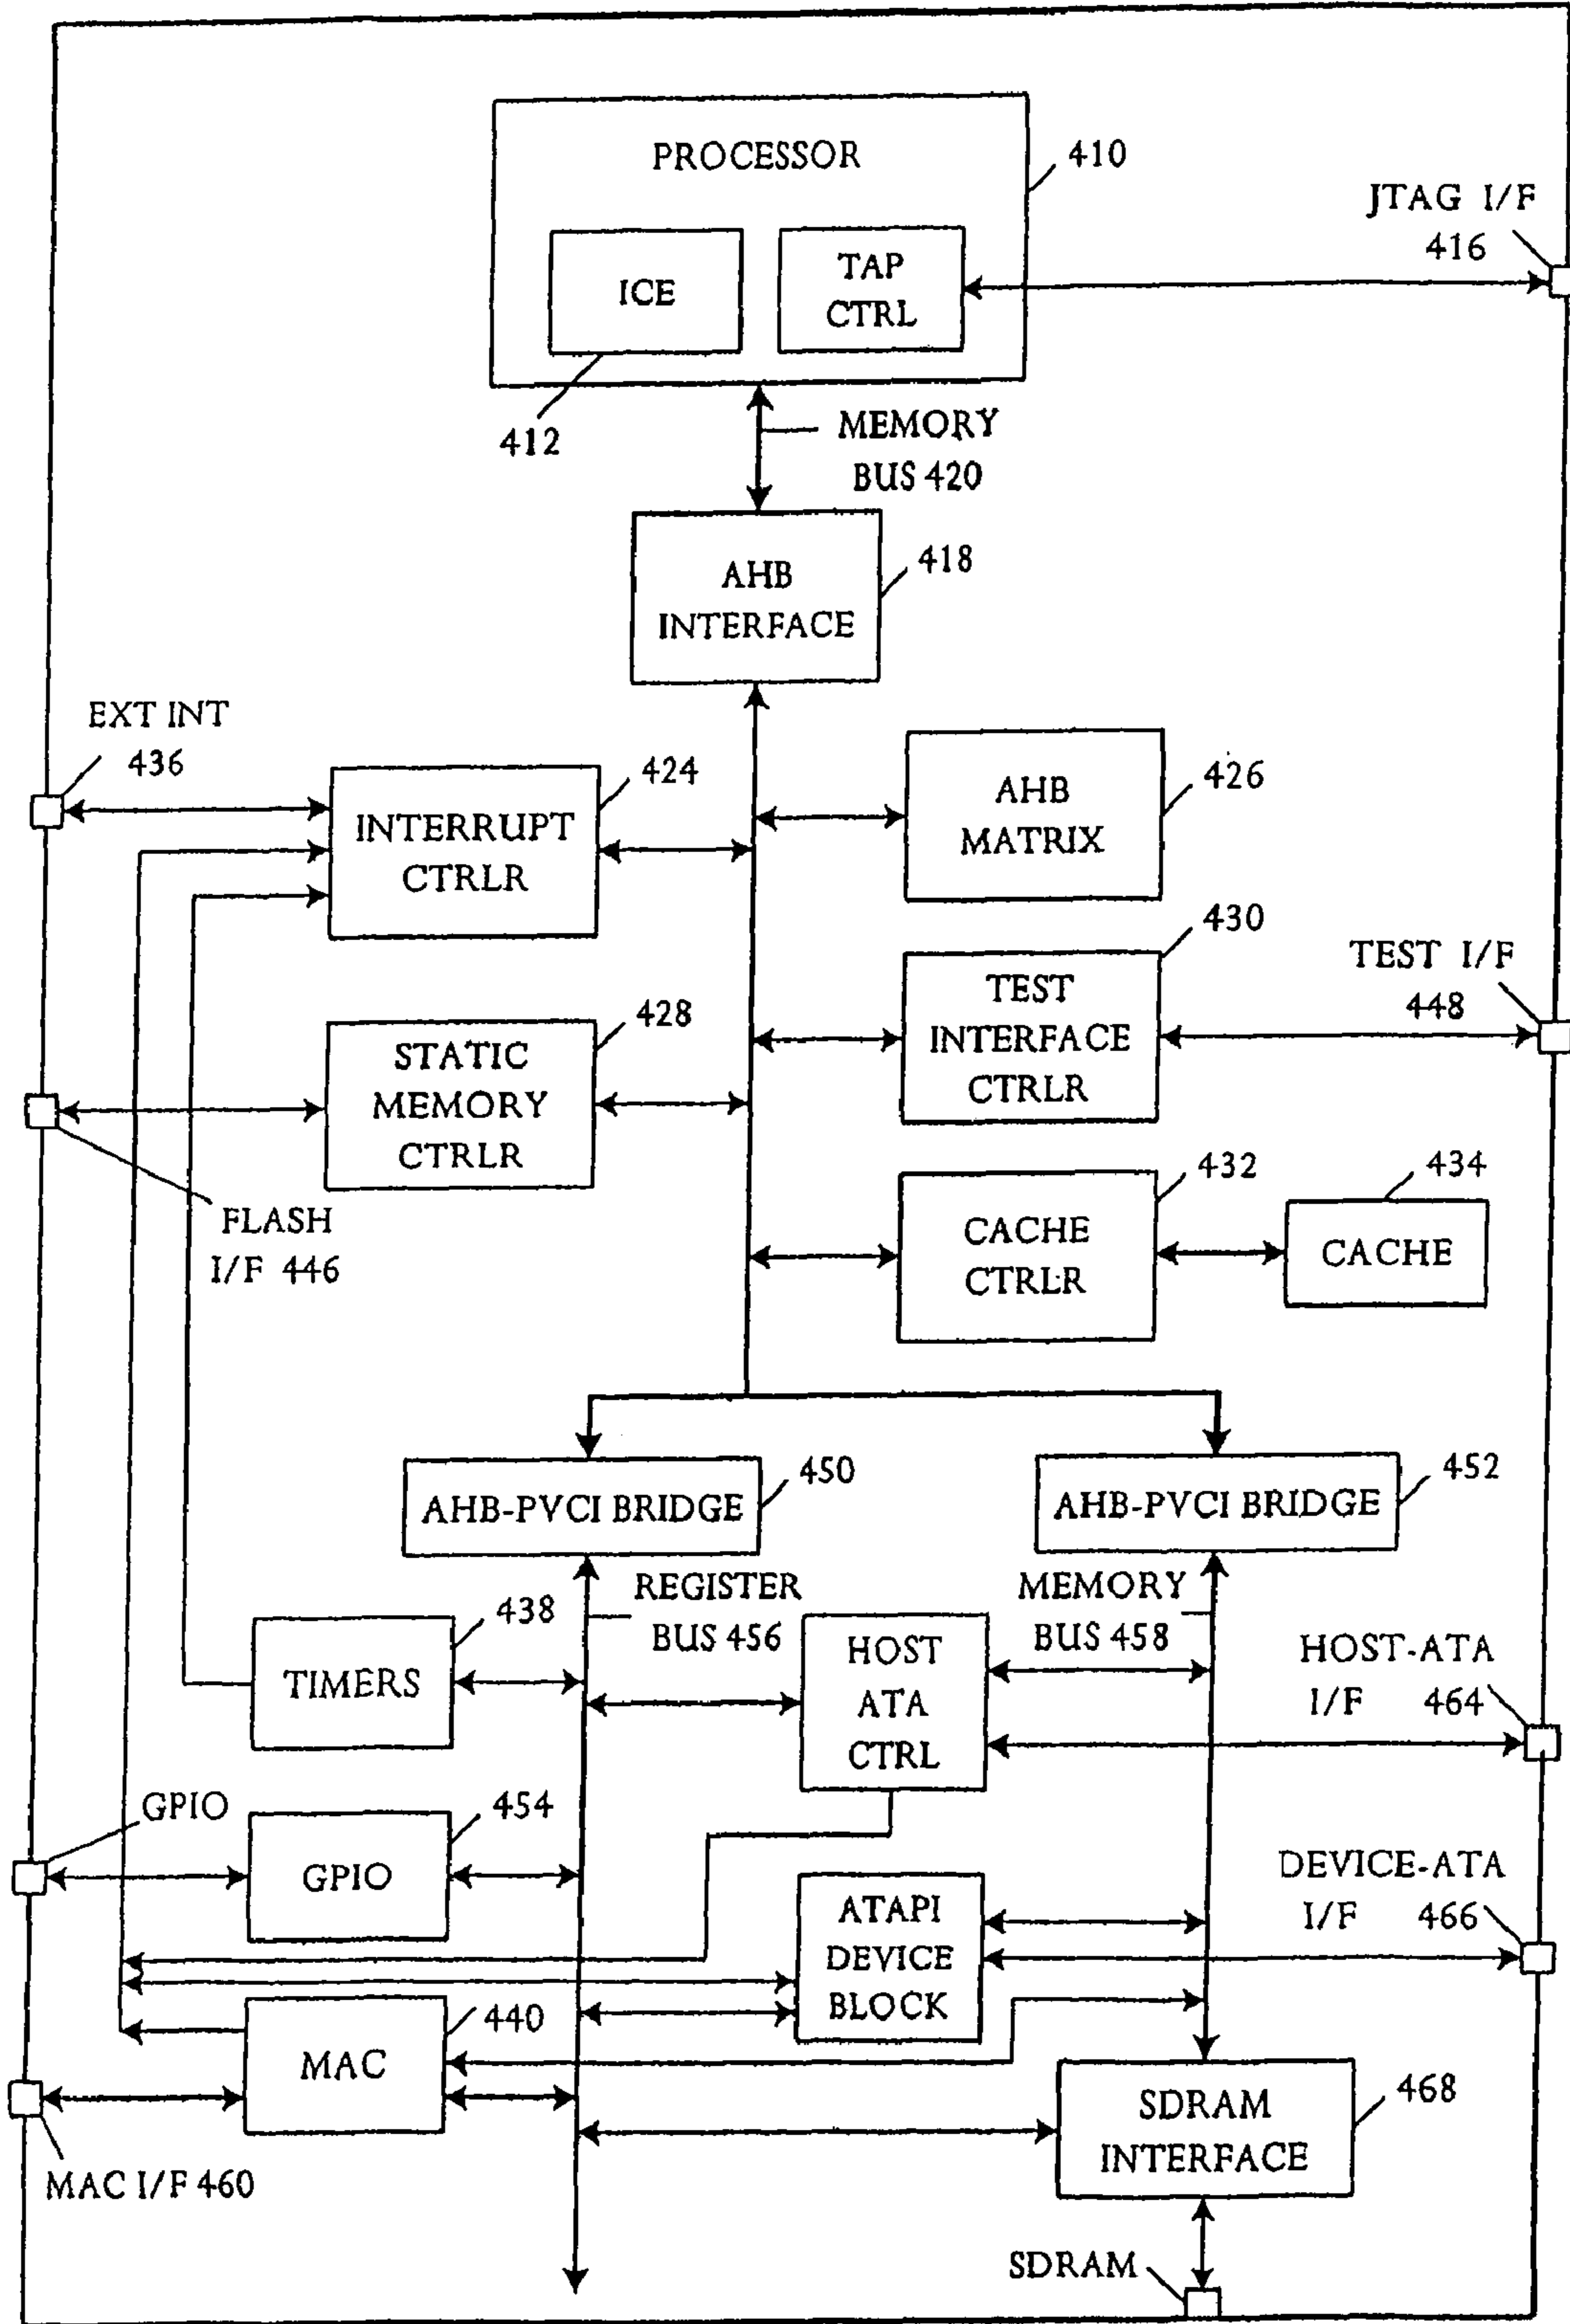 PROCESSOR
410
JTAG I/F
416
ICE
TAP
CTRL
412
MEMORY
BUS 420
AHB
INTERFACE
418
EXT INT
436
INTERRUPT
CTRLR
424
AHB
MATRIX
426
STATIC
MEMORY
CTRLR
428
TEST
INTERFACE
CTRLR
430
TEST I/F
448
FLASH
I/F 446
CACHE
CTRLR
432
CACHE
434
AHB-PVCI BRIDGE
450
AHB-PVCI BRIDGE
452
REGISTER
BUS 456
MEMORY
BUS 458
TIMERS
438
HOST
ATA
CTRL
HOST-ATA
I/F 464
GPIO
GPIO
454
ATAPI
DEVICE
BLOCK
DEVICE-ATA
I/F 466
MAC
440
MAC I/F 460
SDRAM
INTERFACE
468
SDRAM